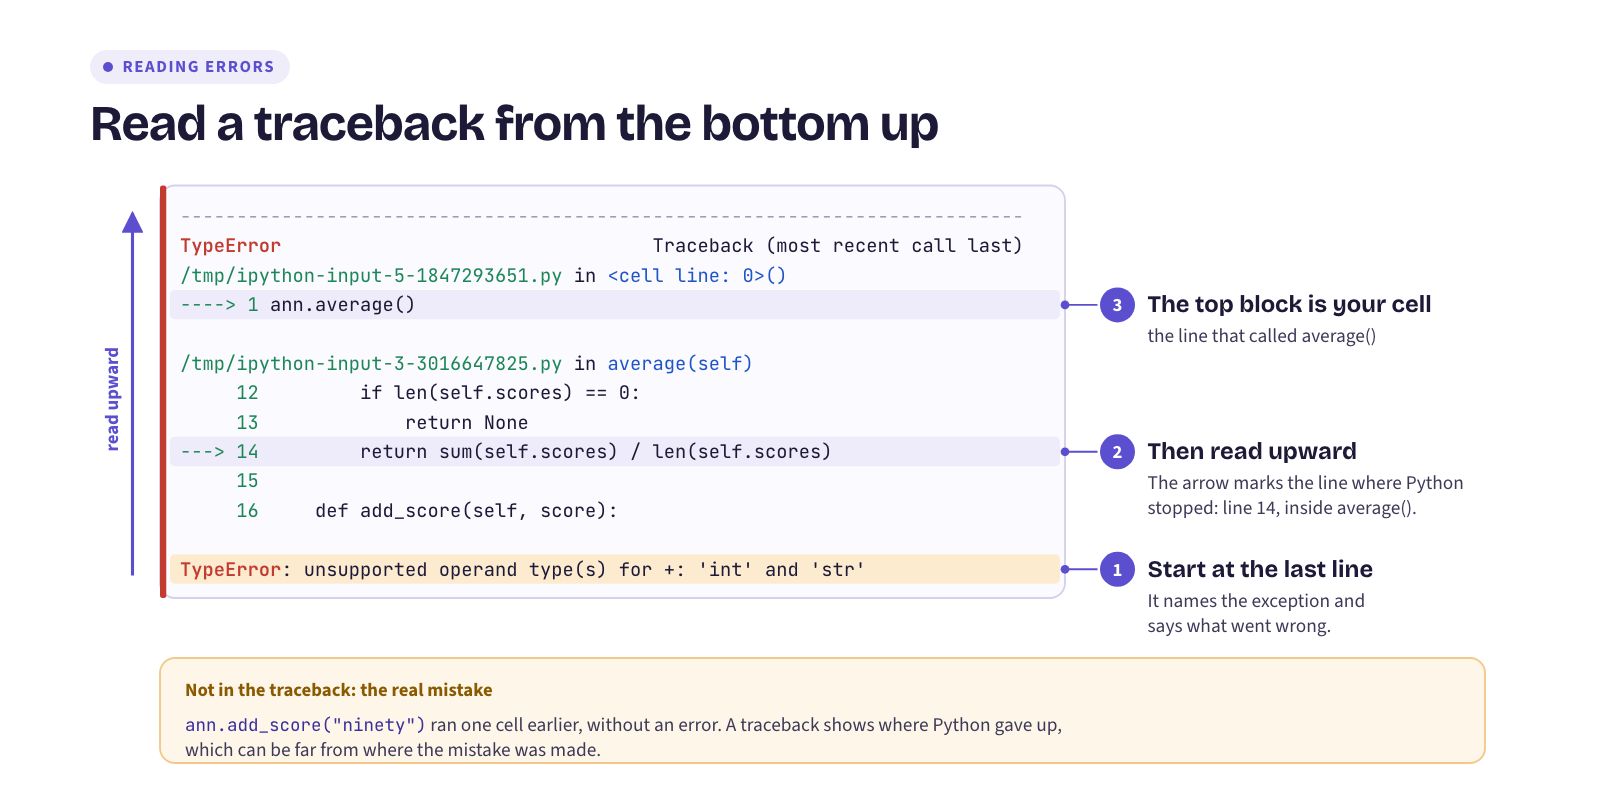 READING ERRORS
Read a traceback from the bottom up
---------------------------------------------------------------------------
TypeError                                 Traceback (most recent call last)
/tmp/ipython-input-5-1847293651.py in <cell line: 0>()
----> 1 ann.average()
/tmp/ipython-input-3-3016647825.py in average(self)
     12         if len(self.scores) == 0:
     13             return None
---> 14         return sum(self.scores) / len(self.scores)
     15
     16     def add_score(self, score):
TypeError: unsupported operand type(s) for +: 'int' and 'str'
read upward
3 The top block is your cell
the line that called average()
2 Then read upward
The arrow marks the line where Python
stopped: line 14, inside average().
1 Start at the last line
It names the exception and
says what went wrong.
Not in the traceback: the real mistake
ann.add_score("ninety") ran one cell earlier, without an error. A traceback shows where Python gave up,
which can be far from where the mistake was made.